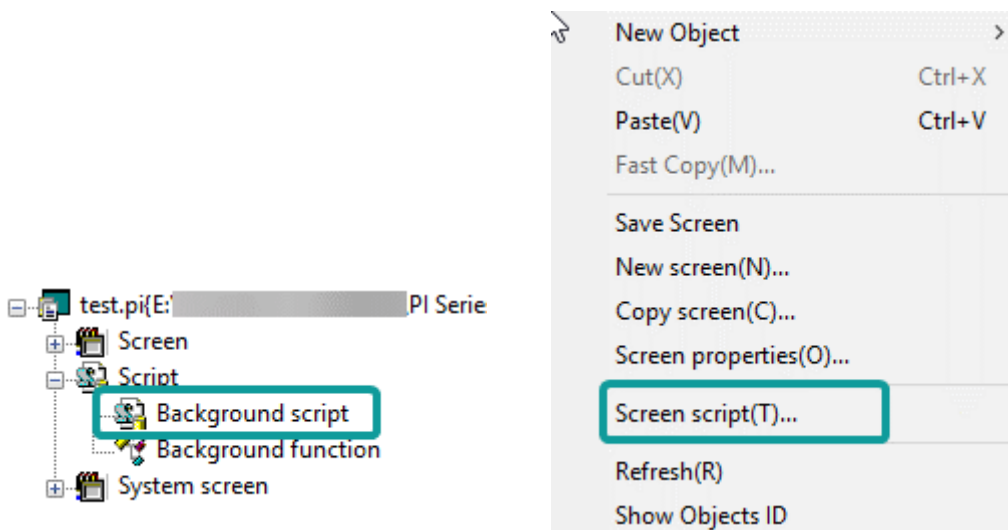 test.pi{E:\ PI Serie
Screen
Script
Background script
Background function
System screen
New Object >
Cut(X) Ctrl+X
Paste(V) Ctrl+V
Fast Copy(M)...
Save Screen
New screen(N)...
Copy screen(C)...
Screen properties(O)...
Screen script(T)...
Refresh(R)
Show Objects ID